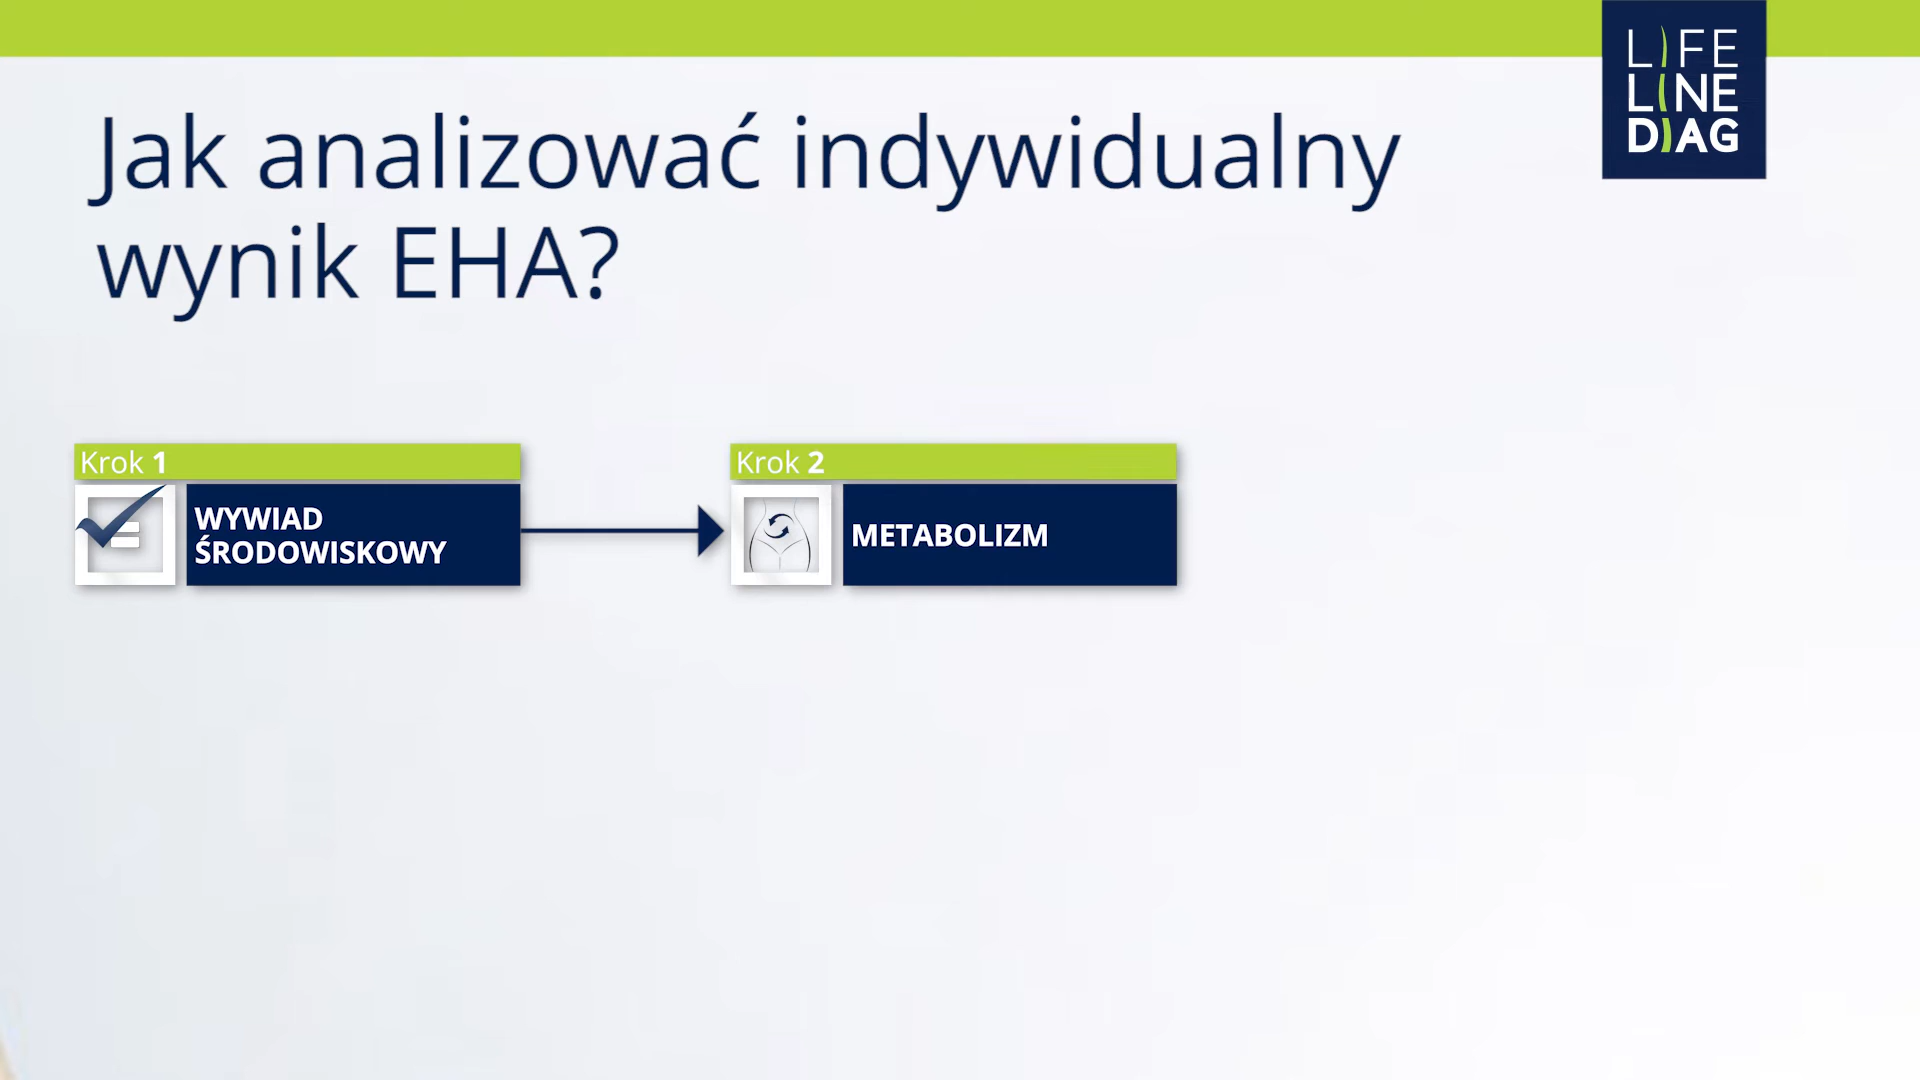 LIFE
LINE
DIAG
Jak analizować indywidualny
wynik EHA?
Krok 1
WYWIAD
ŚRODOWISKOWY
Krok 2
METABOLIZM